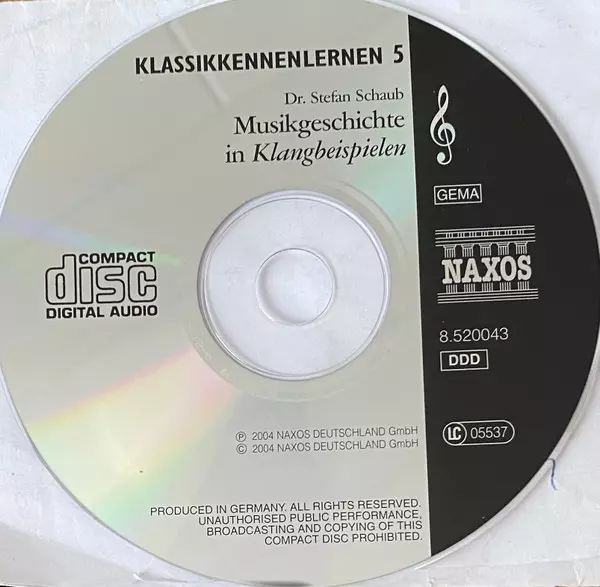 KLASSIKKENNENLERNEN 5
Dr. Stefan Schaub
Musikgeschichte
in Klangbeispielen
GEMA
NAXOS
8.520043
DDD
LC 05537
COMPACT
disc
DIGITAL AUDIO
Ⓟ 2004 NAXOS DEUTSCHLAND GmbH
© 2004 NAXOS DEUTSCHLAND GmbH
PRODUCED IN GERMANY. ALL RIGHTS RESERVED.
UNAUTHORISED PUBLIC PERFORMANCE,
BROADCASTING AND COPYING OF THIS
COMPACT DISC PROHIBITED.